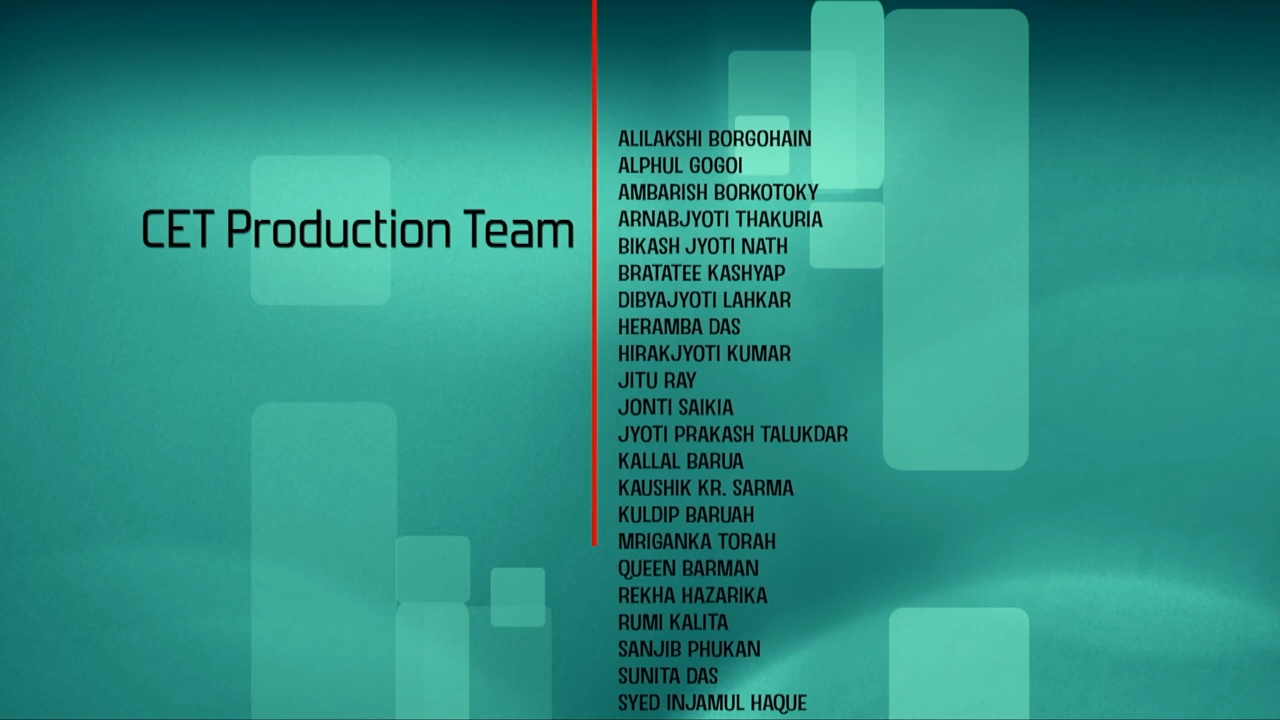 CET Production Team
ALILAKSHI BORGOHAIN
ALPHUL GOGOI
AMBARISH BORKOTOKY
ARNABJYOTI THAKURIA
BIKASH JYOTI NATH
BRATATEE KASHYAP
DIBYAJYOTI LAHKAR
HERAMBA DAS
HIRAKJYOTI KUMAR
JITU RAY
JONTI SAIKIA
JYOTI PRAKASH TALUKDAR
KALLAL BARUA
KAUSHIK KR. SARMA
KULDIP BARUAH
MRIGANKA TORAH
QUEEN BARMAN
REKHA HAZARIKA
RUMI KALITA
SANJIB PHUKAN
SUNITA DAS
SYED INJAMUL HAQUE